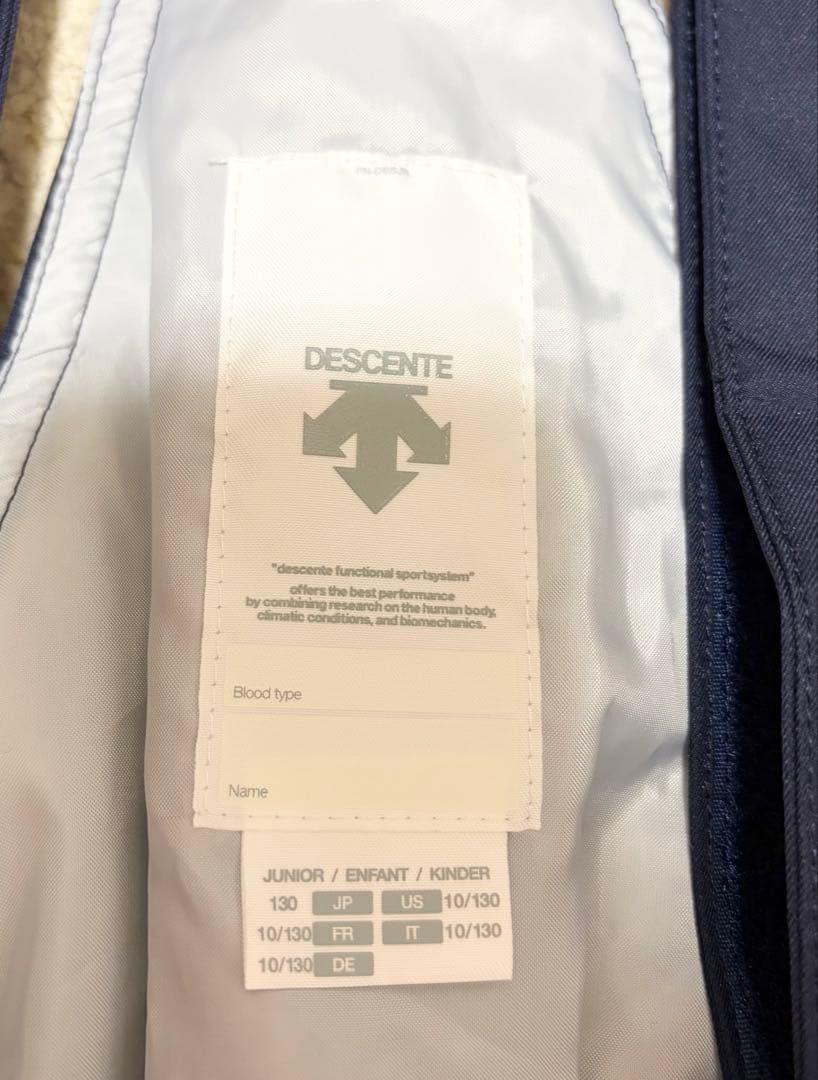 DESCENTE
"descente functional sportsystem"
offers the best performance
by combining research on the human body,
climatic conditions, and biomechanics.
Blood type
Name
JUNIOR / ENFANT / KINDER
130 JP US 10/130
10/130 FR IT 10/130
10/130 DE